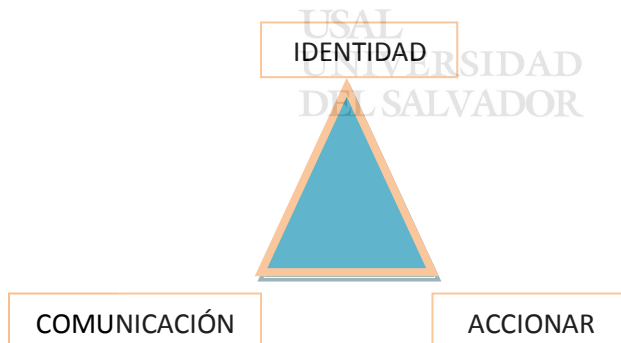 USAL
IDENTIDAD
UNIVERSIDAD
DEL SALVADOR
COMUNICACIÓN
ACCIONAR